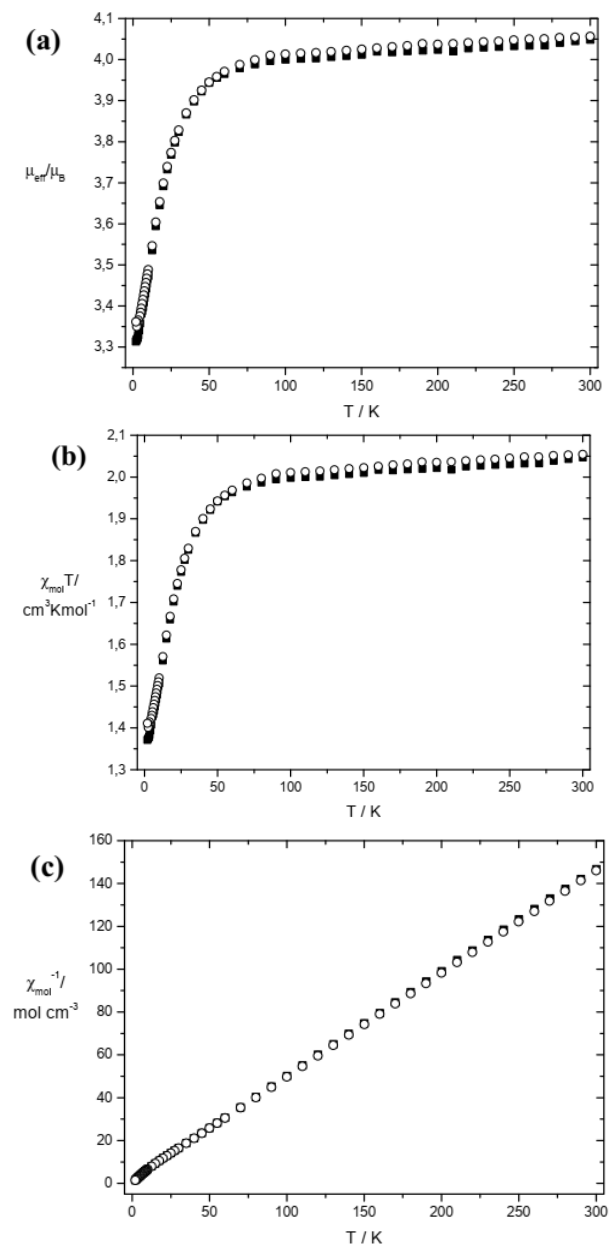 (a)
4,1
4,0
3,9
3,8
μeff/μB
3,7
3,6
3,5
3,4
3,3
0 50 100 150 200 250 300
T / K
(b)
2,1
2,0
1,9
1,8
χmolT/
cm³Kmol⁻¹
1,7
1,6
1,5
1,4
1,3
0 50 100 150 200 250 300
T / K
(c)
160
140
120
100
χmol⁻¹/
mol cm⁻³
80
60
40
20
0
0 50 100 150 200 250 300
T / K